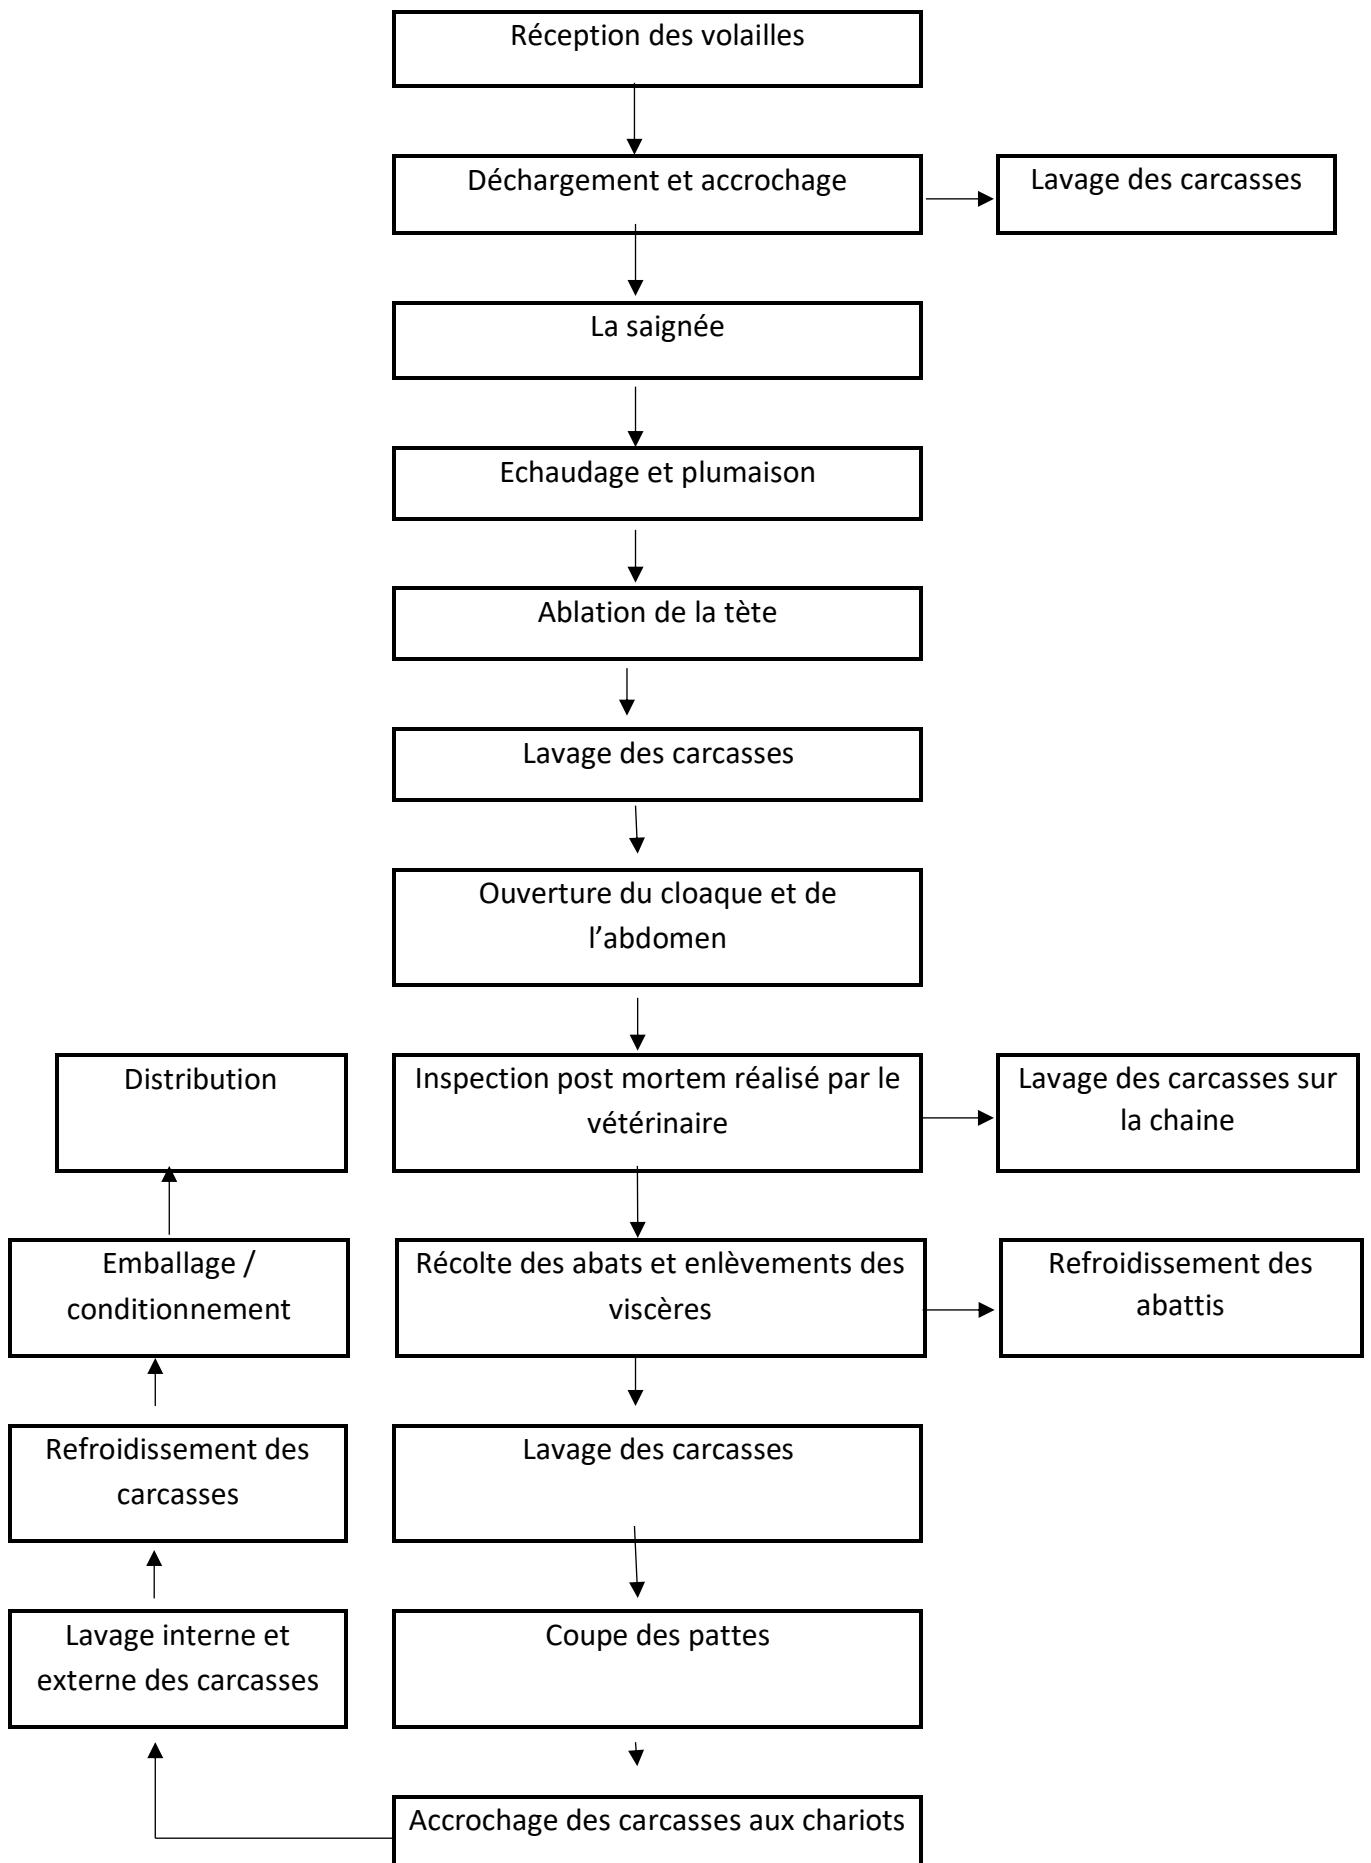 Réception des volailles
Déchargement et accrochage
Lavage des carcasses
La saignée
Echaudage et plumaison
Ablation de la tète
Lavage des carcasses
Ouverture du cloaque et de
l’abdomen
Inspection post mortem réalisé par le
vétérinaire
Lavage des carcasses sur
la chaine
Récolte des abats et enlèvements des
viscères
Refroidissement des
abattis
Lavage des carcasses
Coupe des pattes
Accrochage des carcasses aux chariots
Lavage interne et
externe des carcasses
Refroidissement des
carcasses
Emballage /
conditionnement
Distribution